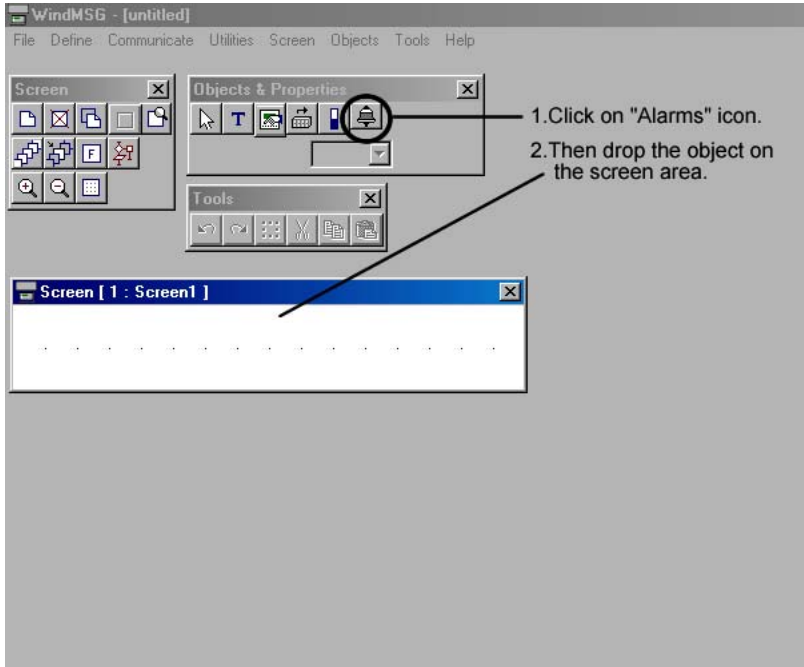 WindMSG - [untitled]
File Define Communicate Utilities Screen Objects Tools Help
Screen
Objects & Properties
T
F
1.Click on "Alarms" icon.
2.Then drop the object on
the screen area.
Tools
Screen [ 1 : Screen1 ]